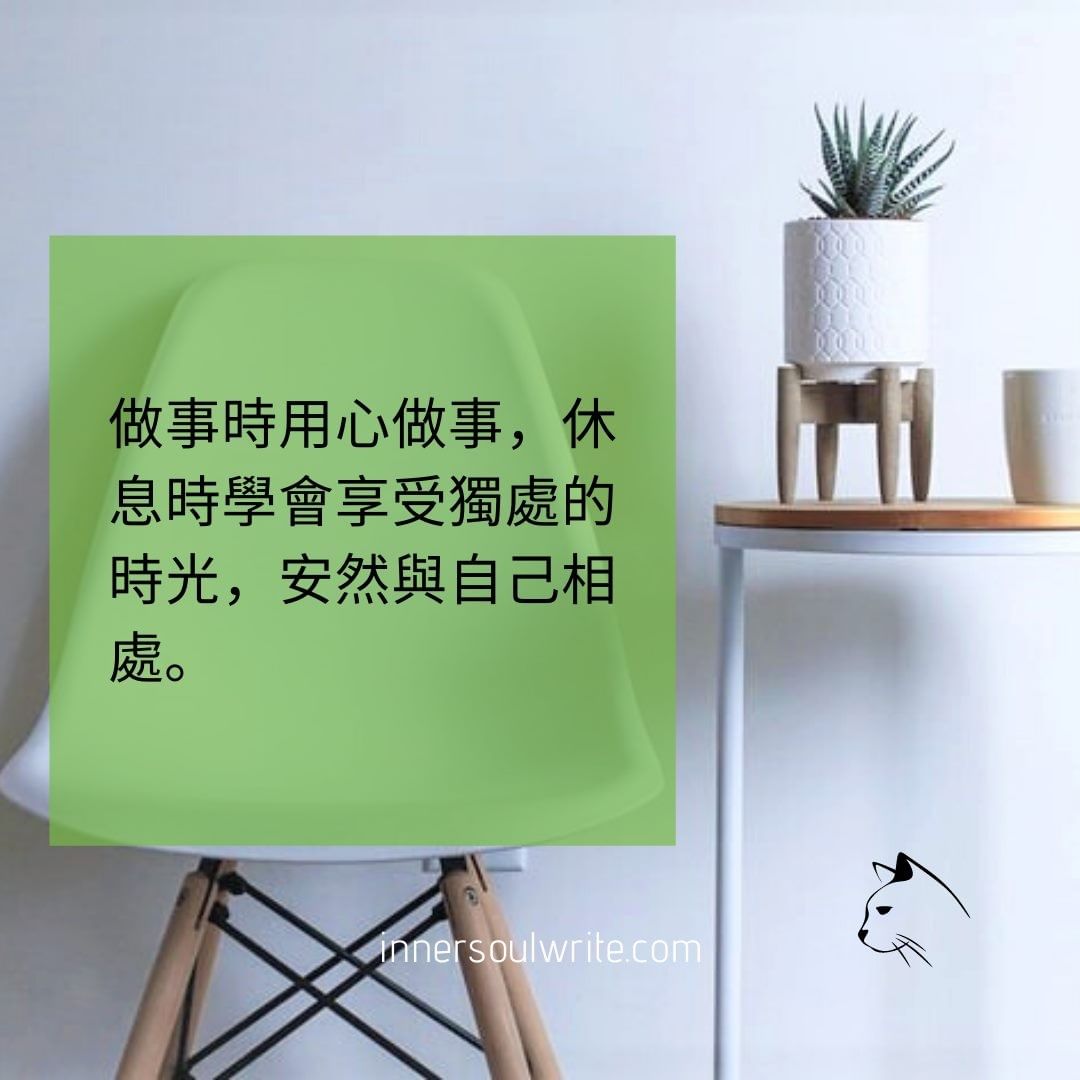 做事時用心做事，休
息時學會享受獨處的
時光，安然與自己相
處。
innersoulwrite.com